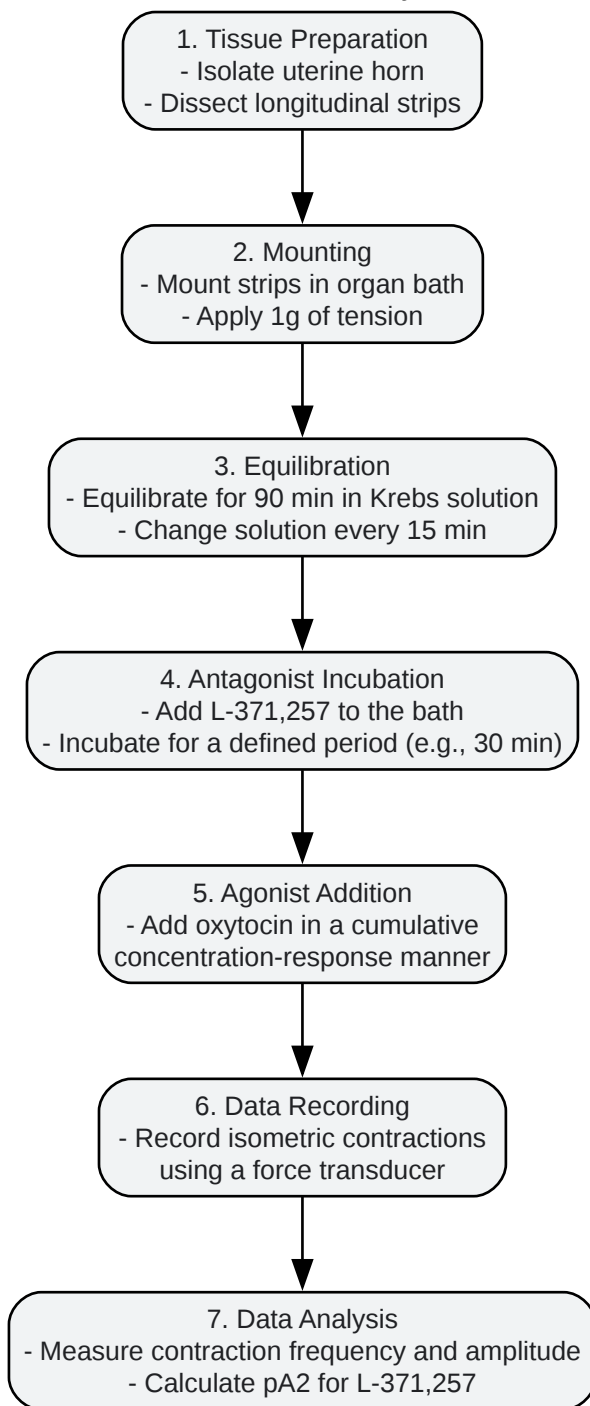 1. Tissue Preparation
- Isolate uterine horn
- Dissect longitudinal strips
2. Mounting
- Mount strips in organ bath
- Apply 1g of tension
3. Equilibration
- Equilibrate for 90 min in Krebs solution
- Change solution every 15 min
4. Antagonist Incubation
- Add L-371,257 to the bath
- Incubate for a defined period (e.g., 30 min)
5. Agonist Addition
- Add oxytocin in a cumulative
concentration-response manner
6. Data Recording
- Record isometric contractions
using a force transducer
7. Data Analysis
- Measure contraction frequency and amplitude
- Calculate pA2 for L-371,257